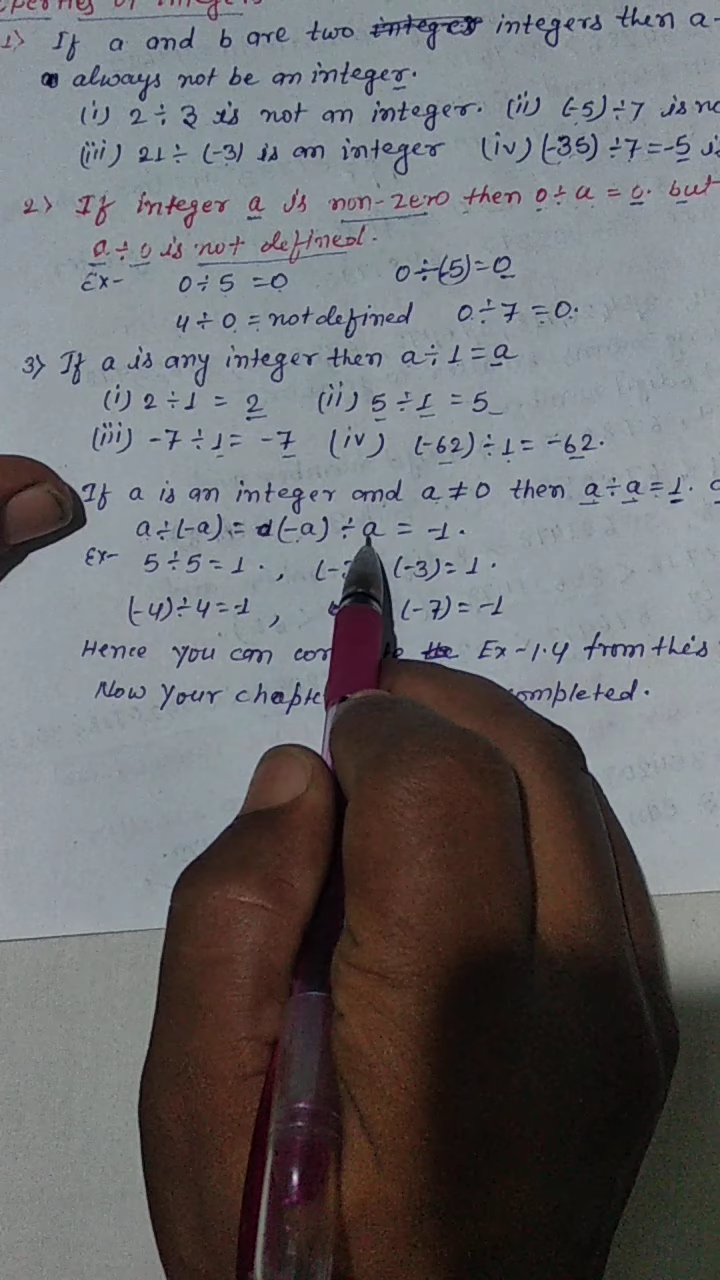 Properties of integers
1) If a and b are two integers integers then a
always not be an integer.
(i) 2 ÷ 3 is not an integer. (ii) (-5) ÷ 7 is
(iii) 21 ÷ (-3) is an integer (iv) (-35) ÷ 7 = -5
2) If integer a is non-zero then 0 ÷ a = 0. but
a ÷ 0 is not defined.
Ex- 0 ÷ 5 = 0 0 ÷ (5) = 0
4 ÷ 0 = not defined 0 ÷ 7 = 0.
3) If a is any integer then a ÷ 1 = a
(i) 2 ÷ 1 = 2 (ii) 5 ÷ 1 = 5
(iii) -7 ÷ 1 = -7 (iv) (-62) ÷ 1 = -62.
If a is an integer and a ≠ 0 then a ÷ a = 1.
a ÷ (-a) = (-a) ÷ a = -1.
Ex- 5 ÷ 5 = 1 ., (-3) = 1.
(-4) ÷ 4 = -1 , (-7) = -1
Hence you can the Ex-1.4 from this
Now your completed.